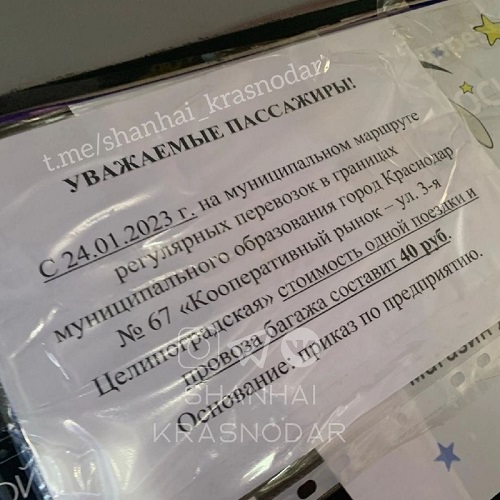 t.me/shanhai_krasnodar
УВАЖАЕМЫЕ ПАССАЖИРЫ!
С 24.01.2023 г. на муниципальном маршруте
регулярных перевозок в границах
муниципального образования город Краснодар
№ 67 «Кооперативный рынок – ул. 3-я
Целиноградская» стоимость одной поездки и
провоза багажа составит 40 руб.
Основание: приказ по предприятию.
SHANHAI
KRASNODAR